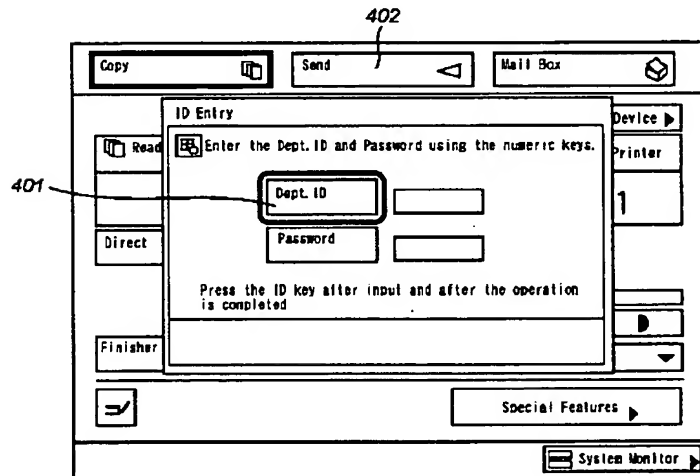 402
Copy
Send
Mail Box
ID Entry
Device
Read
Enter the Dept. ID and Password using the numeric keys.
Printer
401
Dept. ID
1
Direct
Password
Press the ID key after input and after the operation
is completed
Finisher
Special Features
System Monitor